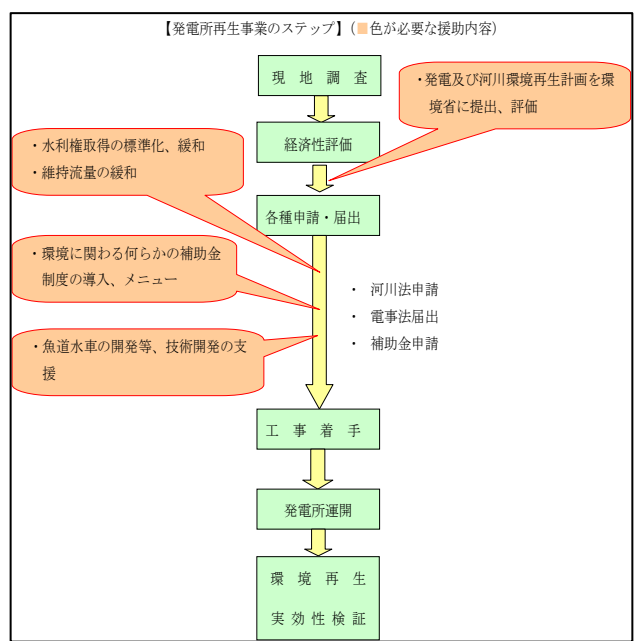 【発電所再生事業のステップ】(■色が必要な援助内容)
現地調査
・発電及び河川環境再生計画を環
境省に提出、評価
経済性評価
・水利権取得の標準化、緩和
・維持流量の緩和
各種申請・届出
・環境に関わる何らかの補助金
制度の導入、メニュー
・ 河川法申請
・ 電事法届出
・ 補助金申請
・魚道水車の開発等、技術開発の支
援
工事着手
発電所運開
環境再生
実効性検証